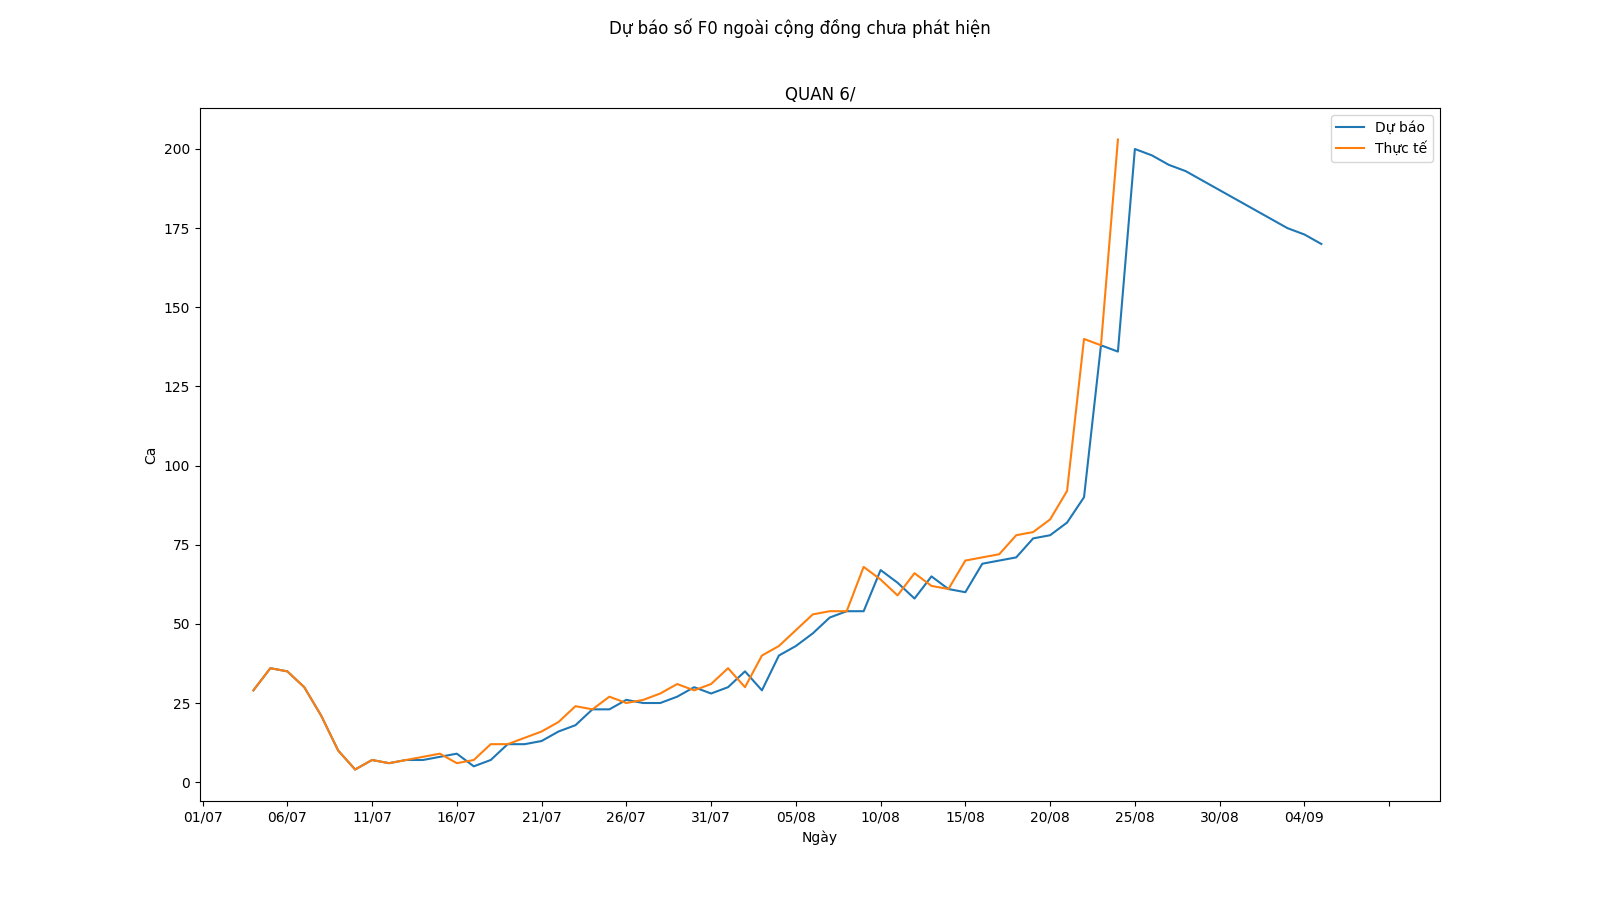 Dự báo số F0 ngoài cộng đồng chưa phát hiện
QUAN 6/
Dự báo
Thực tế
200
175
150
125
100
75
50
25
0
Ca
01/07 06/07 11/07 16/07 21/07 26/07 31/07 05/08 10/08 15/08 20/08 25/08 30/08 04/09
Ngày